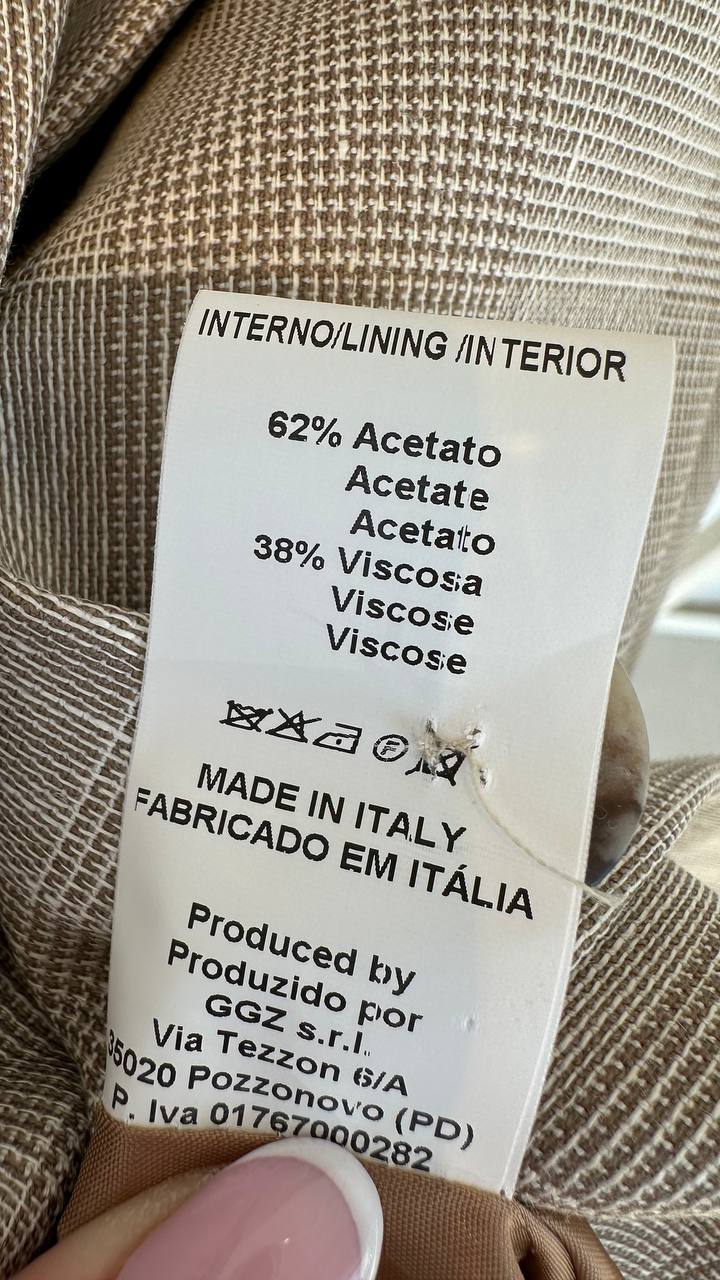 INTERNO/LINING /INTERIOR
62% Acetato
Acetate
Acetato
38% Viscosa
Viscose
Viscose
F
MADE IN ITALY
FABRICADO EM ITÁLIA
Produced by
Produzido por
GGZ s.r.l.
Via Tezzon 6/A
35020 Pozzonovo (PD)
P. Iva 01767000282